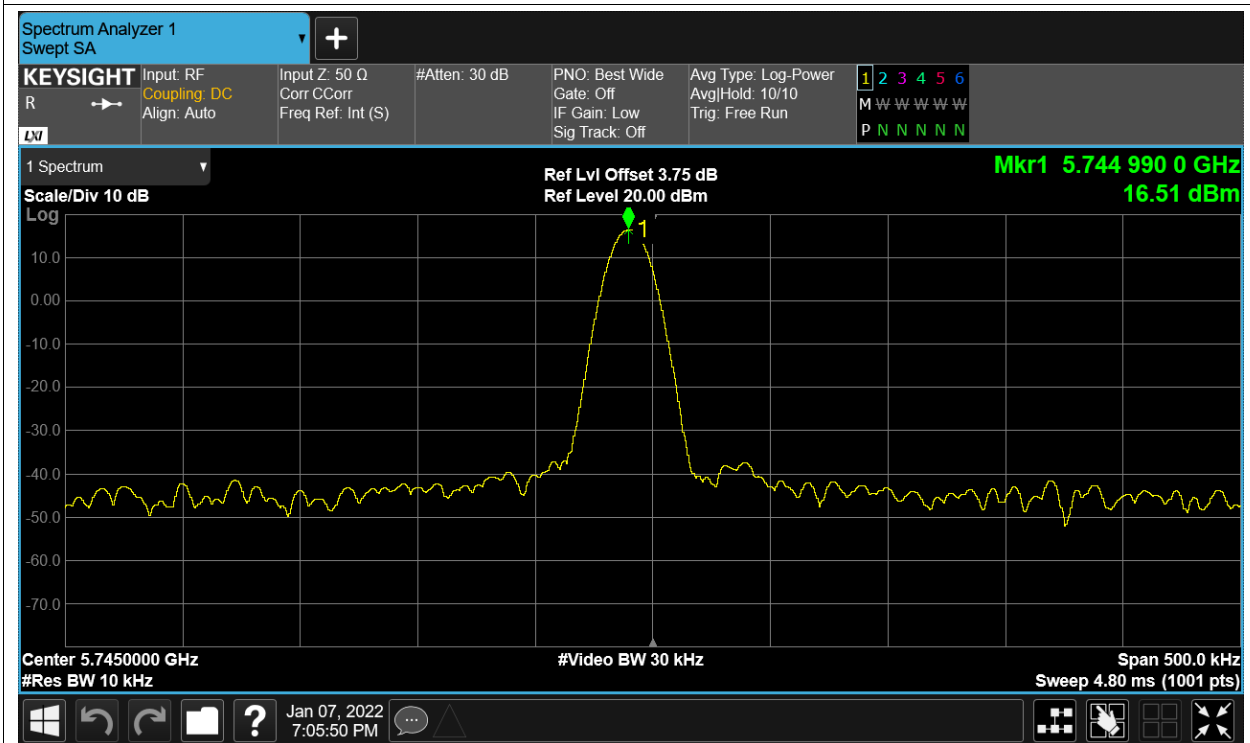 Spectrum Analyzer 1
Swept SA
KEYSIGHT
R
LXI
Input: RF
Coupling: DC
Align: Auto
Input Z: 50 Ω
Corr CCorr
Freq Ref: Int (S)
#Atten: 30 dB
PNO: Best Wide
Gate: Off
IF Gain: Low
Sig Track: Off
Avg Type: Log-Power
Avg|Hold: 10/10
Trig: Free Run
1 2 3 4 5 6
M W W W W W
P N N N N N
1 Spectrum
Scale/Div 10 dB
Log
Ref Lvl Offset 3.75 dB
Ref Level 20.00 dBm
Mkr1 5.744 990 0 GHz
16.51 dBm
1
10.0
0.00
-10.0
-20.0
-30.0
-40.0
-50.0
-60.0
-70.0
Center 5.7450000 GHz
#Res BW 10 kHz
#Video BW 30 kHz
Span 500.0 kHz
Sweep 4.80 ms (1001 pts)
?
Jan 07, 2022
7:05:50 PM